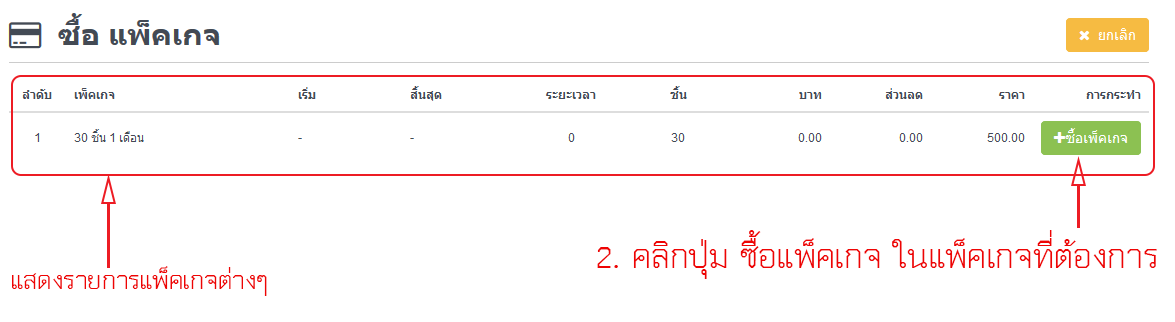 ซื้อ แพ็คเกจ
ยกเลิก
ลำดับ เพ็คเกจ เริ่ม สิ้นสุด ระยะเวลา ชิ้น บาท ส่วนลด ราคา การกระทำ
1 30 ชิ้น 1 เดือน - - 0 30 0.00 0.00 500.00 +ซื้อเพ็คเกจ
2. คลิกปุ่ม ซื้อแพ็คเกจ ในแพ็คเกจที่ต้องการ
แสดงรายการแพ็คเกจต่างๆ